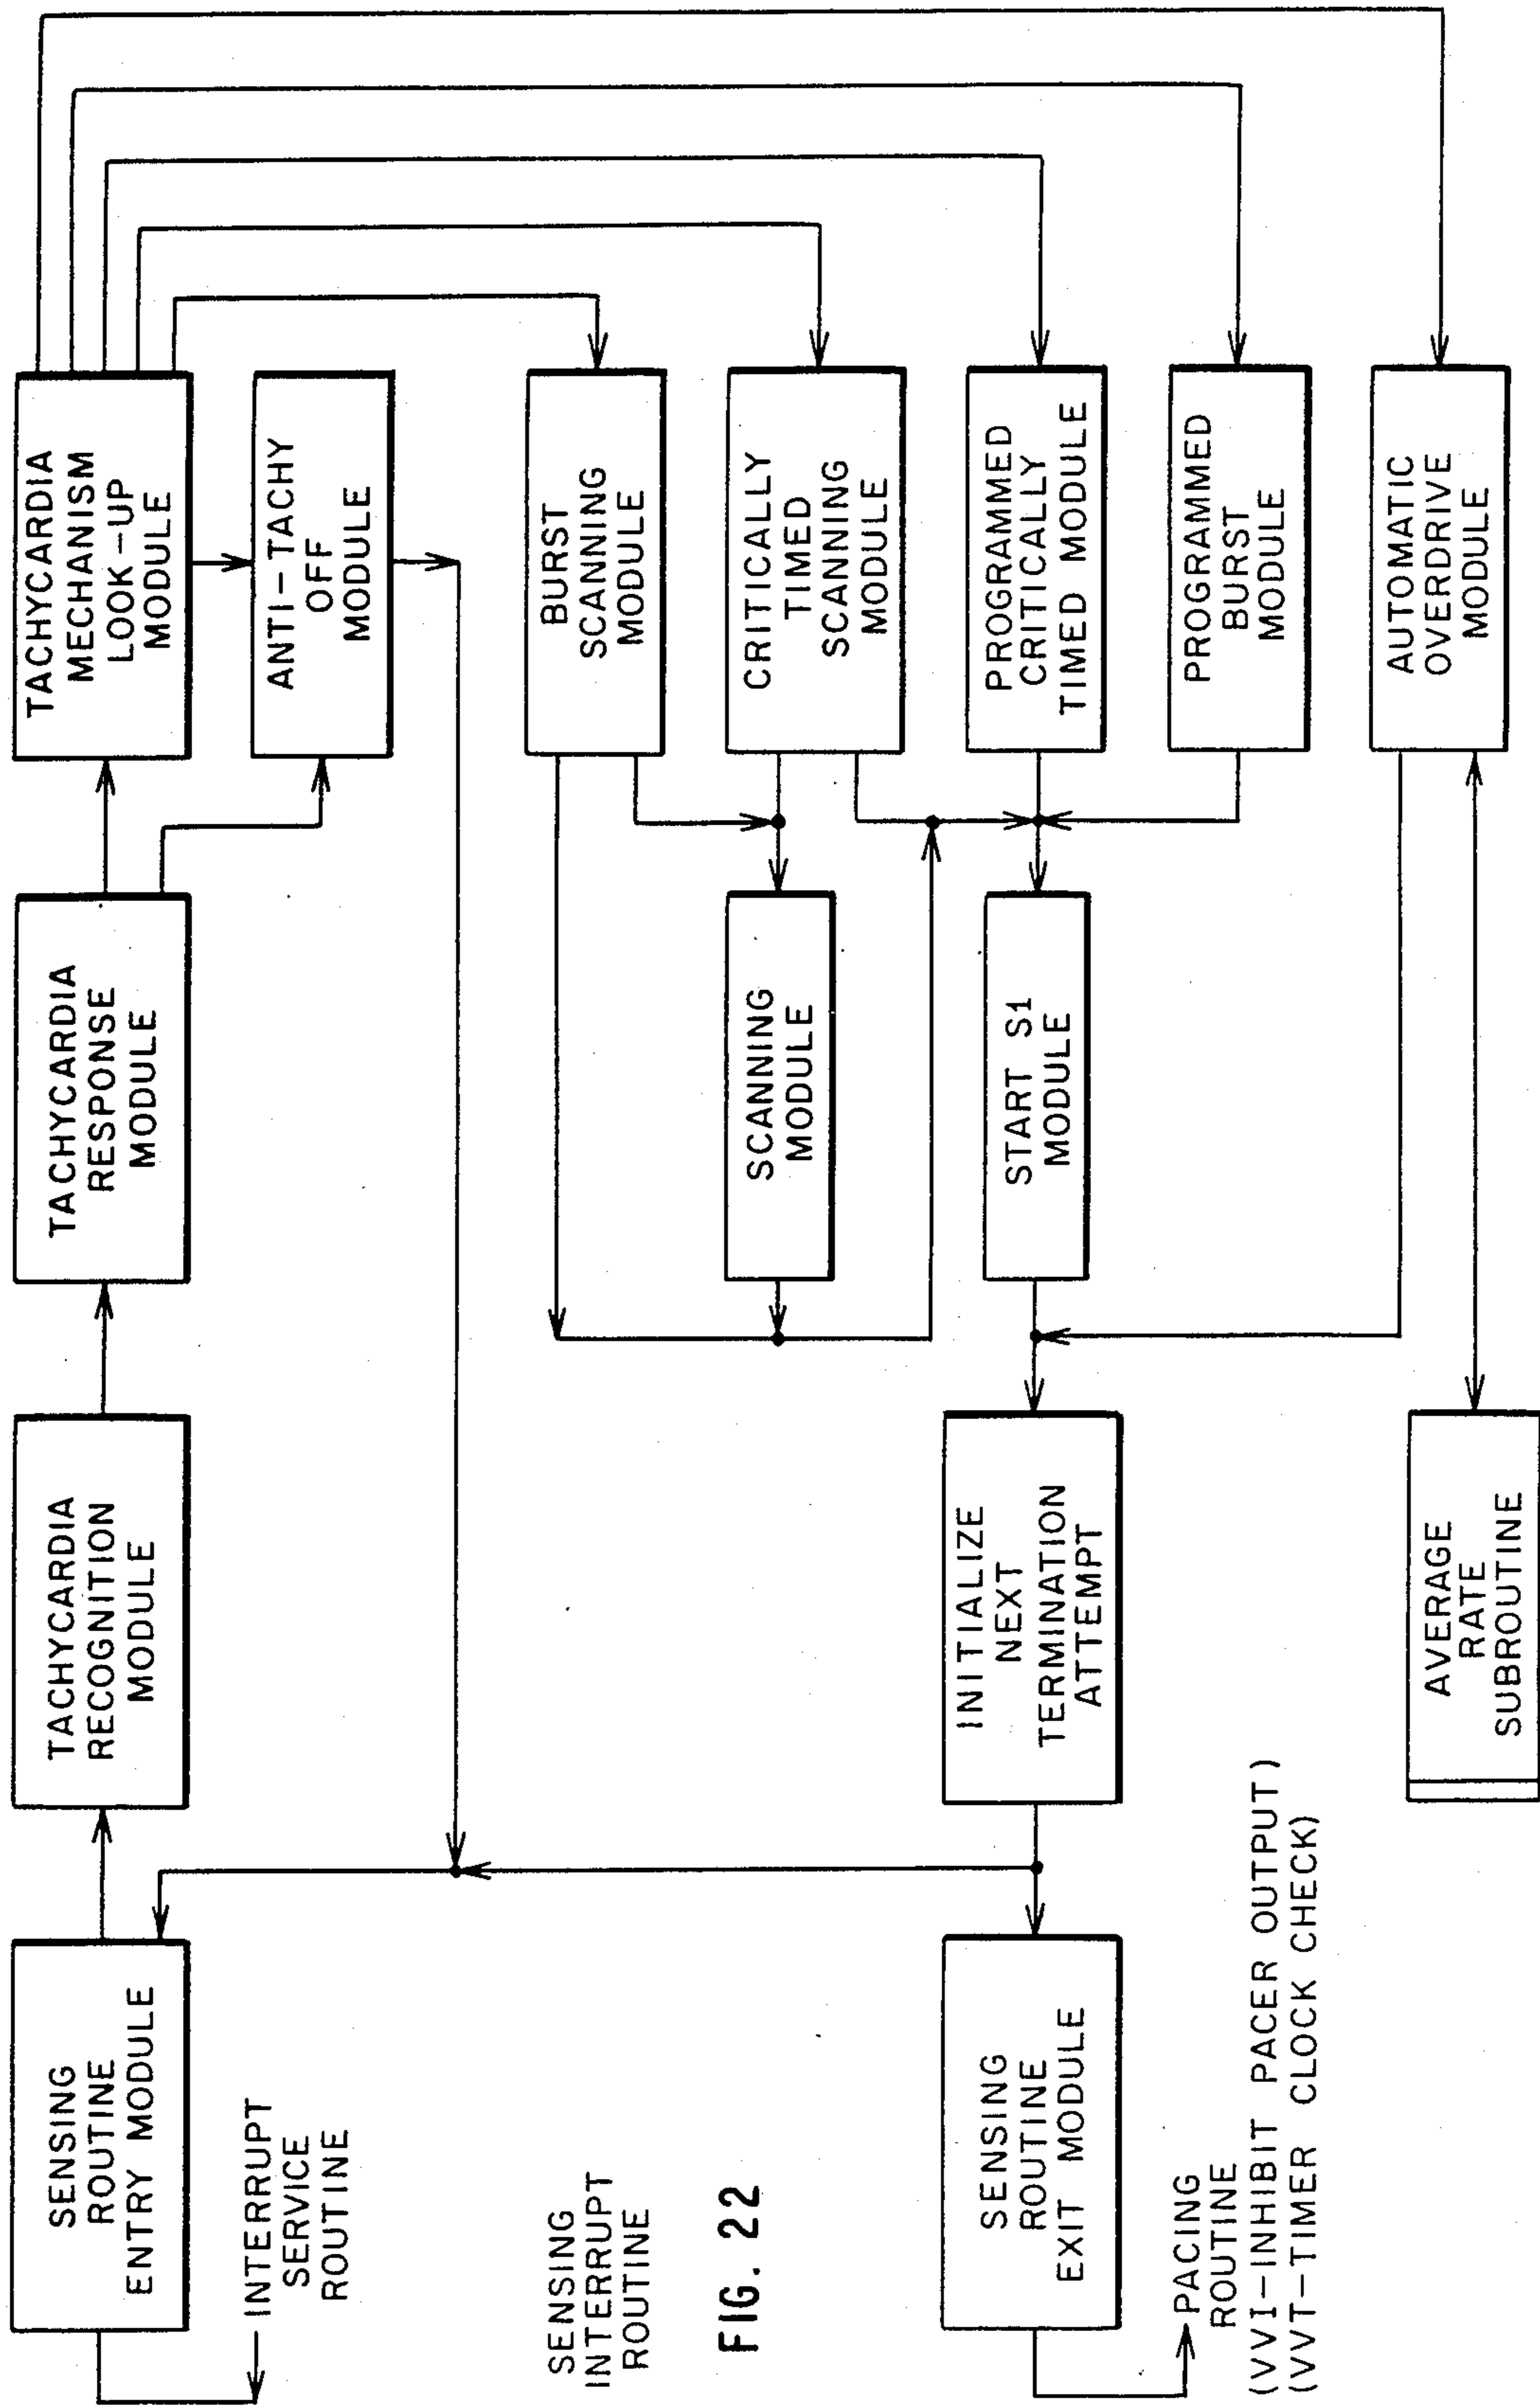 SENSING
ROUTINE
ENTRY MODULE
INTERRUPT
SERVICE
ROUTINE
TACHYCARDIA
RECOGNITION
MODULE
TACHYCARDIA
RESPONSE
MODULE
TACHYCARDIA
MECHANISM
LOOK-UP
MODULE
ANTI-TACHY
OFF
MODULE
SENSING
INTERRUPT
ROUTINE
FIG. 22
BURST
SCANNING
MODULE
CRITICALLY
TIMED
SCANNING
MODULE
SCANNING
MODULE
SENSING
ROUTINE
EXIT MODULE
PACING
ROUTINE
(VVI-INHIBIT PACER OUTPUT)
(VVT-TIMER CLOCK CHECK)
INITIALIZE
NEXT
TERMINATION
ATTEMPT
START S1
MODULE
PROGRAMMED
CRITICALLY
TIMED MODULE
PROGRAMMED
BURST
MODULE
AUTOMATIC
OVERDRIVE
MODULE
AVERAGE
RATE
SUBROUTINE